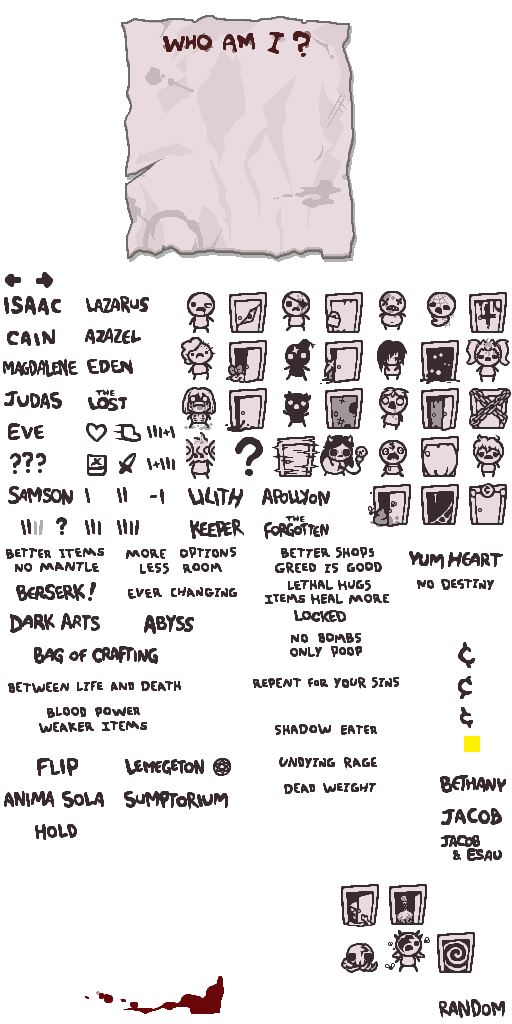 WHO AM I ?
ISAAC LAZARUS
CAIN AZAZEL
MAGDALENE EDEN
JUDAS THE LOST
EVE
???
?
SAMSON LILITH APOLLYON
? KEEPER THE FORGOTTEN
BETTER ITEMS
NO MANTLE
MORE OPTIONS
LESS ROOM
BETTER SHOPS
GREED IS GOOD
YUM HEART
BERSERK!
EVER CHANGING
LETHAL HUGS
ITEMS HEAL MORE
NO DESTINY
LOCKED
DARK ARTS ABYSS
NO BOMBS
ONLY POOP
BAG OF CRAFTING
¢
BETWEEN LIFE AND DEATH
REPENT FOR YOUR SINS
¢
BLOOD POWER
WEAKER ITEMS
¢
SHADOW EATER
FLIP LEMEGETON
UNDYING RAGE
ANIMA SOLA SUMPTORIUM
DEAD WEIGHT
BETHANY
HOLD
JACOB
JACOB
& ESAU
RANDOM